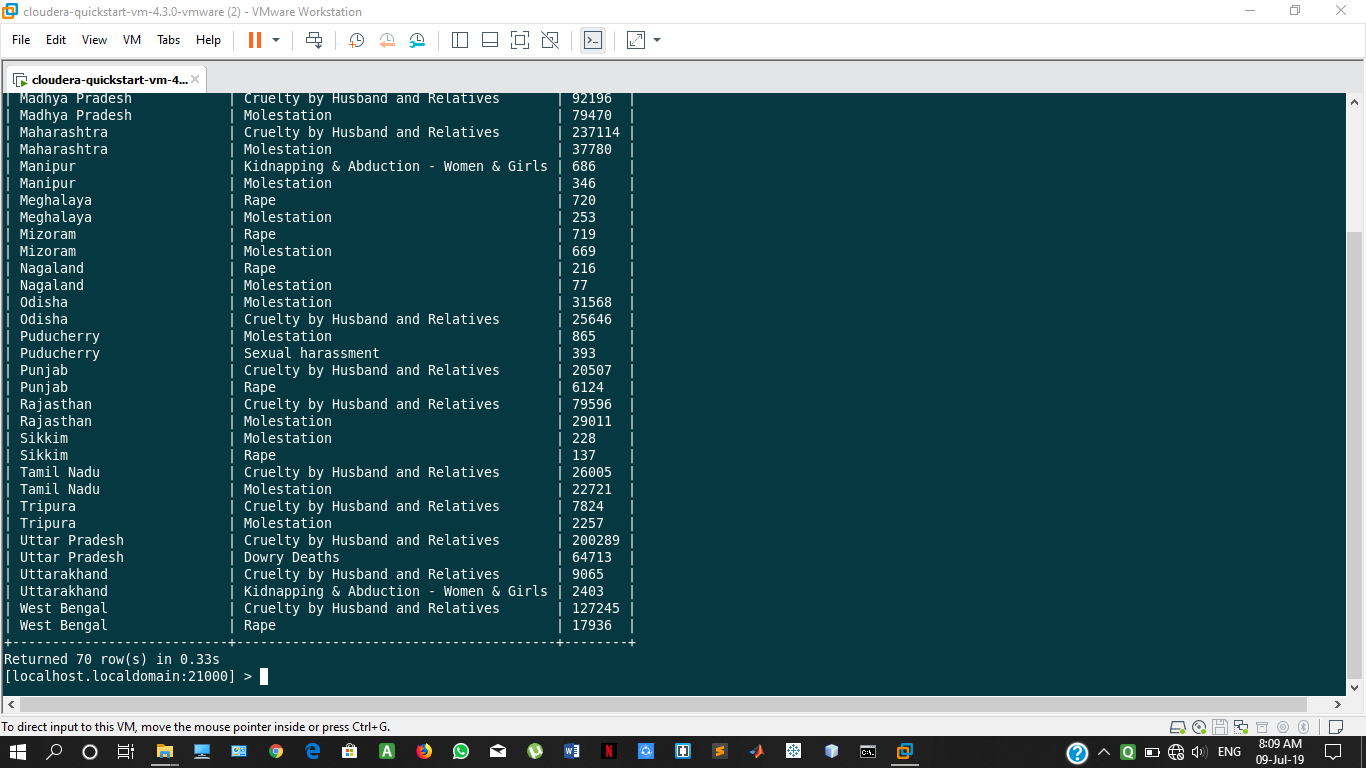 cloudera-quickstart-vm-4.3.0-vmware (2) - VMware Workstation
File Edit View VM Tabs Help
cloudera-quickstart-vm-4...
| Madhya Pradesh | Cruelty by Husband and Relatives | 92196 |
| Madhya Pradesh | Molestation | 79470 |
| Maharashtra | Cruelty by Husband and Relatives | 237114 |
| Maharashtra | Molestation | 37780 |
| Manipur | Kidnapping & Abduction - Women & Girls | 686 |
| Manipur | Molestation | 346 |
| Meghalaya | Rape | 720 |
| Meghalaya | Molestation | 253 |
| Mizoram | Rape | 719 |
| Mizoram | Molestation | 669 |
| Nagaland | Rape | 216 |
| Nagaland | Molestation | 77 |
| Odisha | Molestation | 31568 |
| Odisha | Cruelty by Husband and Relatives | 25646 |
| Puducherry | Molestation | 865 |
| Puducherry | Sexual harassment | 393 |
| Punjab | Cruelty by Husband and Relatives | 20507 |
| Punjab | Rape | 6124 |
| Rajasthan | Cruelty by Husband and Relatives | 79596 |
| Rajasthan | Molestation | 29011 |
| Sikkim | Molestation | 228 |
| Sikkim | Rape | 137 |
| Tamil Nadu | Cruelty by Husband and Relatives | 26005 |
| Tamil Nadu | Molestation | 22721 |
| Tripura | Cruelty by Husband and Relatives | 7824 |
| Tripura | Molestation | 2257 |
| Uttar Pradesh | Cruelty by Husband and Relatives | 200289 |
| Uttar Pradesh | Dowry Deaths | 64713 |
| Uttarakhand | Cruelty by Husband and Relatives | 9065 |
| Uttarakhand | Kidnapping & Abduction - Women & Girls | 2403 |
| West Bengal | Cruelty by Husband and Relatives | 127245 |
| West Bengal | Rape | 17936 |
+---------------------------+----------------------------------------+--------+
Returned 70 row(s) in 0.33s
[localhost.localdomain:21000] >
To direct input to this VM, move the mouse pointer inside or press Ctrl+G.
ENG
8:09 AM
09-Jul-19